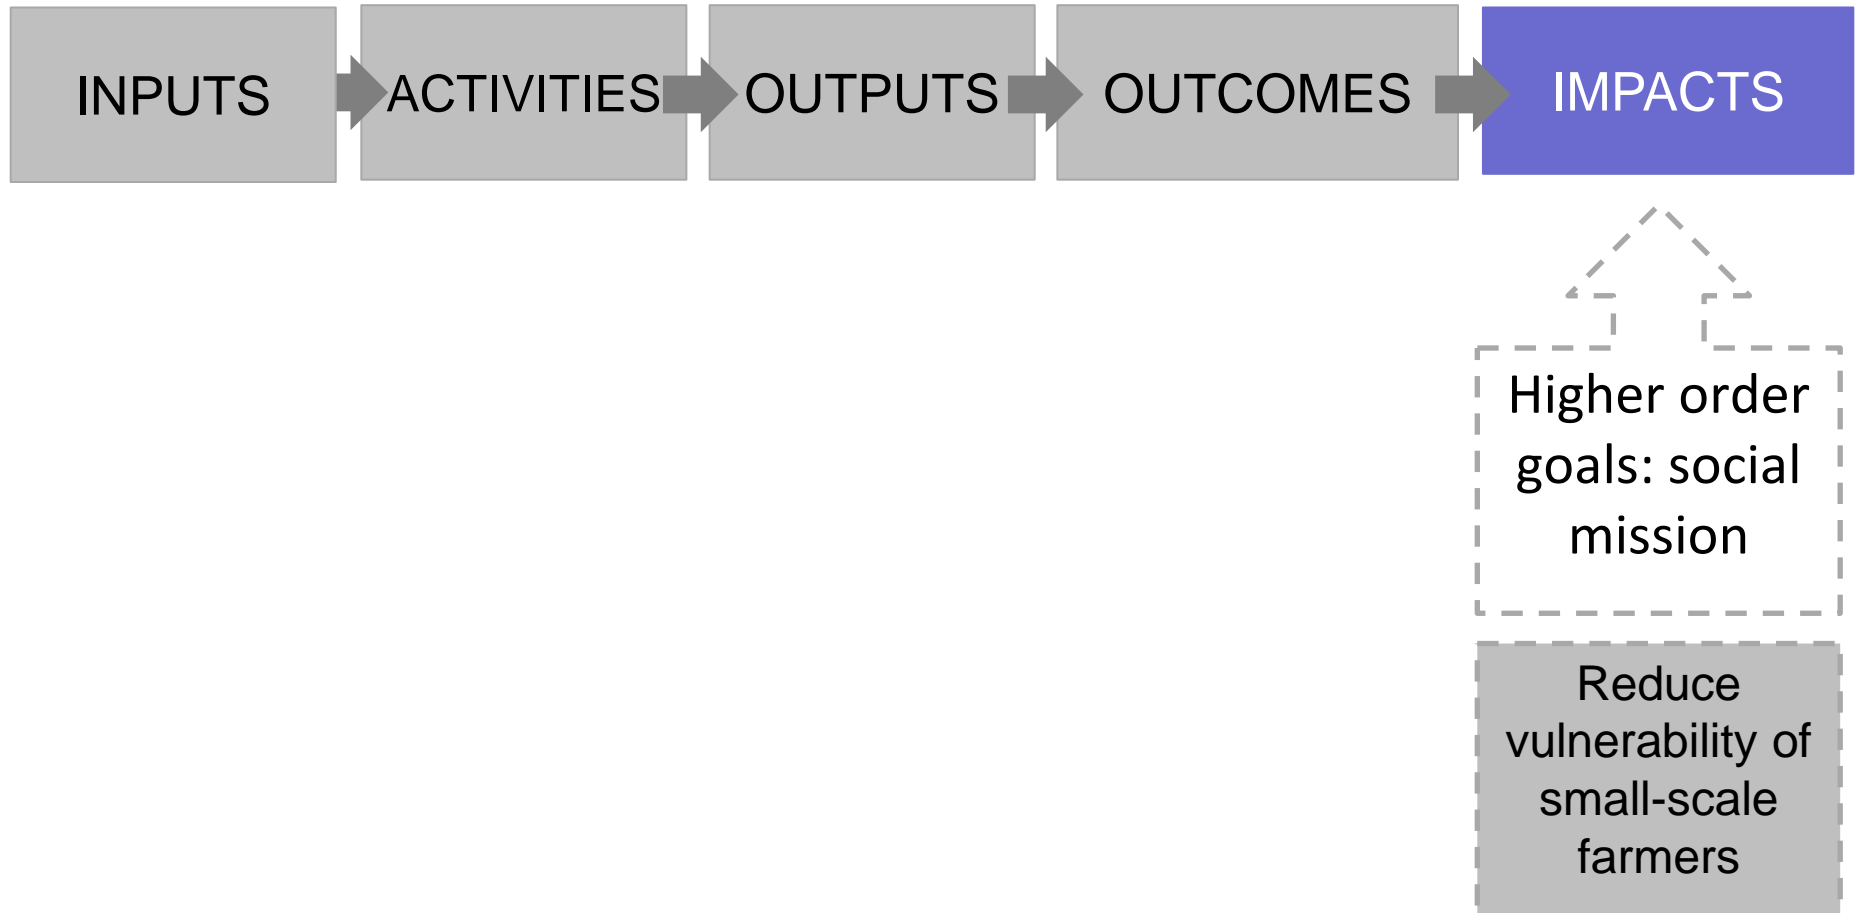 INPUTS
ACTIVITIES
OUTPUTS
OUTCOMES
IMPACTS
Higher order
goals: social
mission
Reduce
vulnerability of
small-scale
farmers